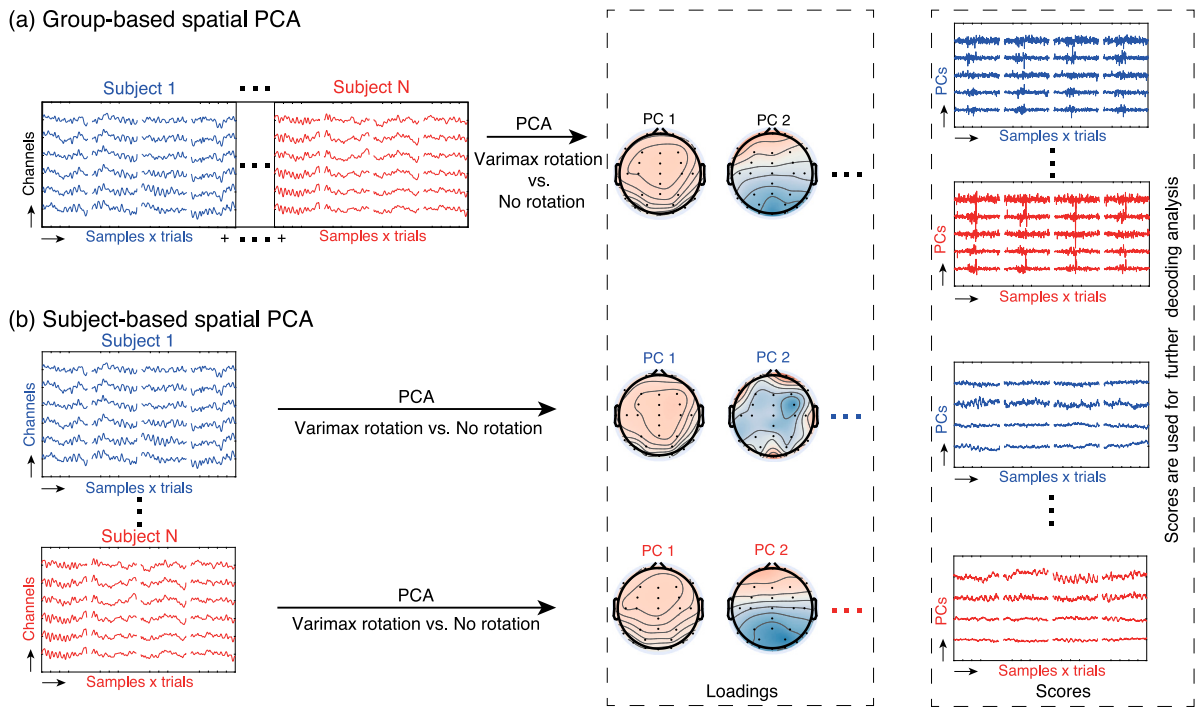 (a) Group-based spatial PCA
Subject 1
Subject N
Channels
Samples x trials
+
+
Samples x trials
PCA
Varimax rotation
vs.
No rotation
PC 1
PC 2
PCs
Samples x trials
PCs
Samples x trials
(b) Subject-based spatial PCA
Subject 1
Channels
Samples x trials
PCA
Varimax rotation vs. No rotation
PC 1
PC 2
PCs
Samples x trials
Subject N
Channels
Samples x trials
PCA
Varimax rotation vs. No rotation
PC 1
PC 2
PCs
Samples x trials
Loadings
Scores
Scores are used for further decoding analysis